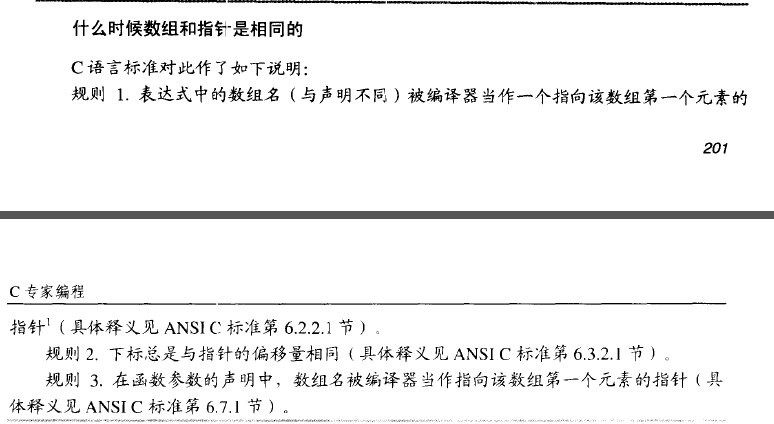 什么时候数组和指针是相同的
C 语言标准对此作了如下说明：
规则 1. 表达式中的数组名（与声明不同）被编译器当作一个指向该数组第一个元素的
201
C 专家编程
指针1（具体释义见 ANSI C 标准第 6.2.2.1 节）。
规则 2. 下标总是与指针的偏移量相同（具体释义见 ANSI C 标准第 6.3.2.1 节）。
规则 3. 在函数参数的声明中，数组名被编译器当作指向该数组第一个元素的指针（具
体释义见 ANSI C 标准第 6.7.1 节）。